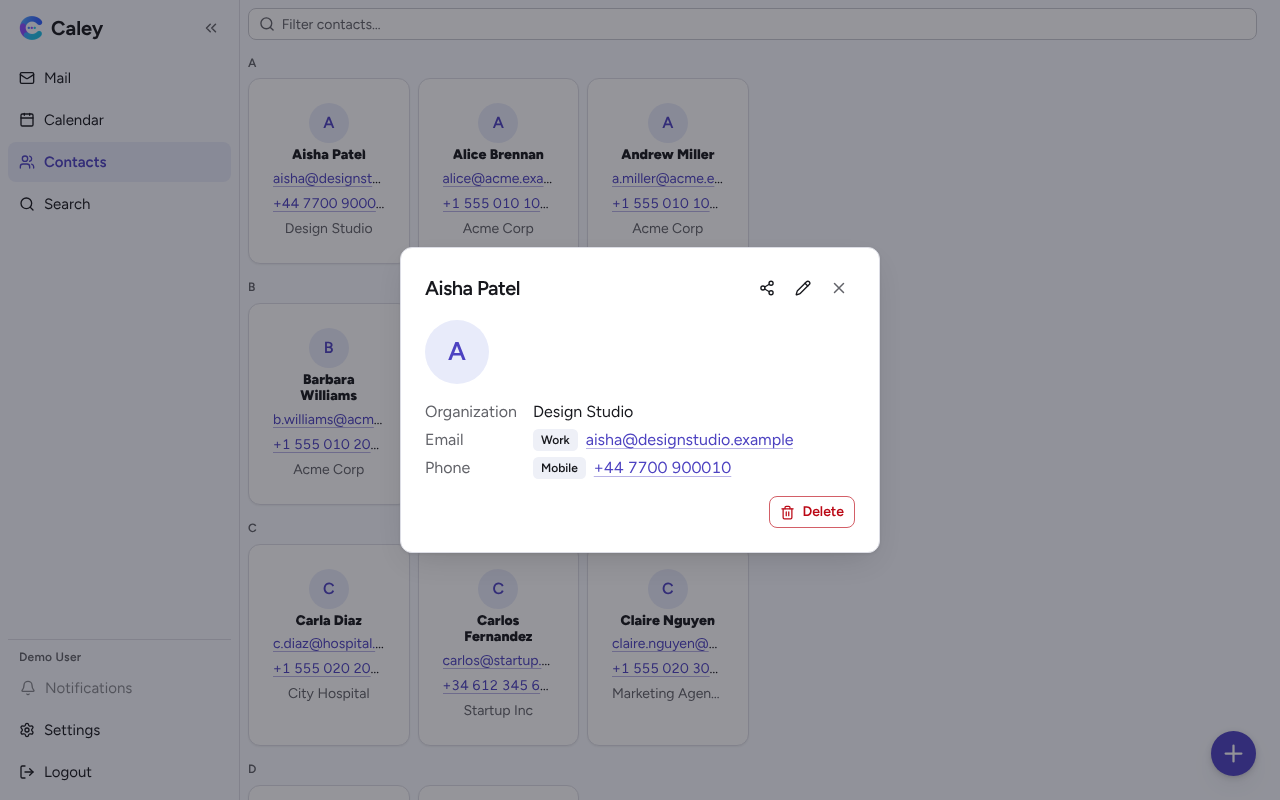 Caley
Mail
Calendar
Contacts
Search
Demo User
Notifications
Settings
Logout
Filter contacts...
A
A
Aisha Patel
aisha@designst...
+44 7700 9000...
Design Studio
A
Alice Brennan
alice@acme.exa...
+1 555 010 10...
Acme Corp
A
Andrew Miller
a.miller@acme.e...
+1 555 010 10...
Acme Corp
B
B
Barbara
Williams
b.williams@acm...
+1 555 010 20...
Acme Corp
Aisha Patel
A
Organization Design Studio
Email Work aisha@designstudio.example
Phone Mobile +44 7700 900010
Delete
C
C
Carla Diaz
c.diaz@hospital....
+1 555 020 20...
City Hospital
C
Carlos
Fernandez
carlos@startup....
+34 612 345 6...
Startup Inc
C
Claire Nguyen
claire.nguyen@...
+1 555 020 30...
Marketing Agen...
D